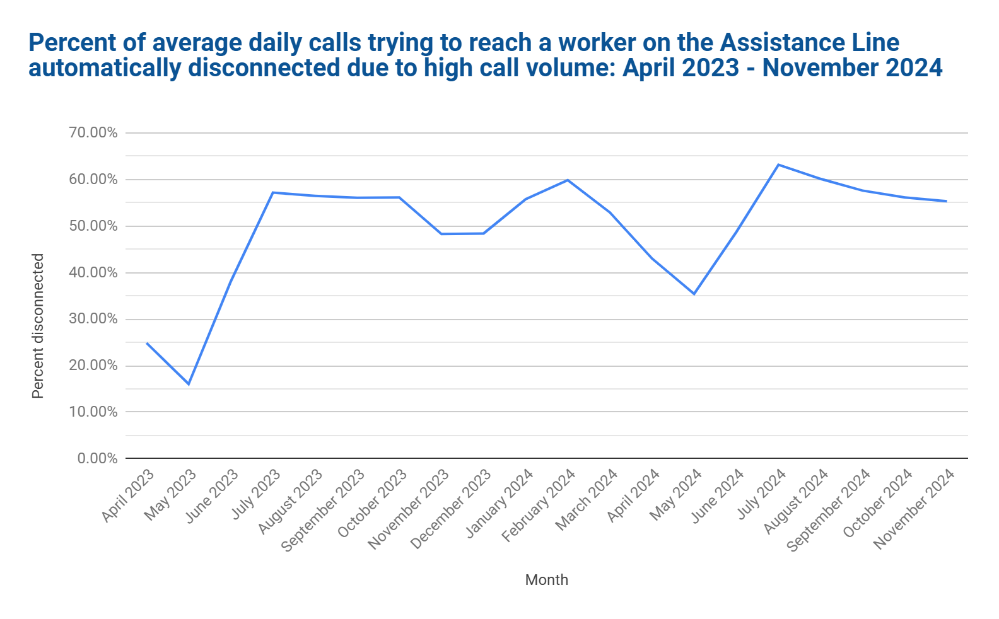 Percent of average daily calls trying to reach a worker on the Assistance Line
automatically disconnected due to high call volume: April 2023 - November 2024
70.00%
60.00%
50.00%
40.00%
30.00%
20.00%
10.00%
0.00%
Percent disconnected
April 2023
May 2023
June 2023
July 2023
August 2023
September 2023
October 2023
November 2023
December 2023
January 2024
February 2024
March 2024
April 2024
May 2024
June 2024
July 2024
August 2024
September 2024
October 2024
November 2024
Month